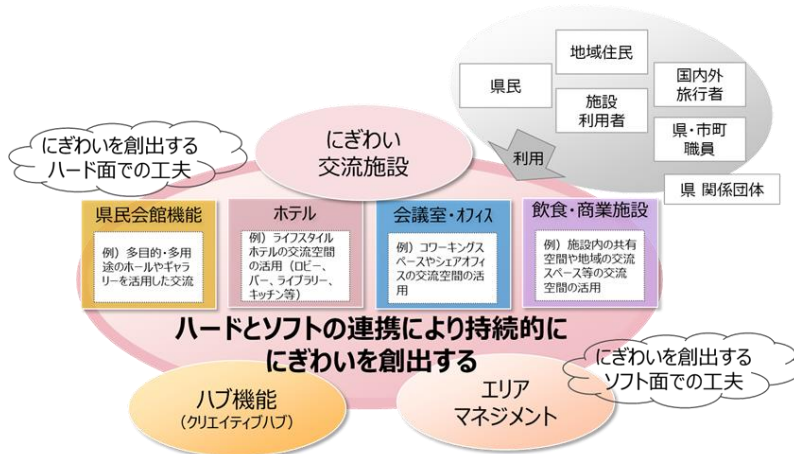 地域住民
県民
国内外
旅行者
施設
利用者
県・市町
職員
県 関係団体
利用
にぎわい
交流施設
にぎわいを創出する
ハード面での工夫
県民会館機能
例）多目的・多用
途のホールやギャラ
リーを活用した交流
ホテル
例）ライフスタイル
ホテルの交流空間
の活用（ロビー、
バー、ライブラリー、
キッチン等）
会議室・オフィス
例）コワーキングス
ペースやシェアオフィ
スの交流空間の活
用
飲食・商業施設
例）施設内の共有
空間や地域の交流
スペース等の交流
空間の活用
ハードとソフトの連携により持続的に
にぎわいを創出する
にぎわいを創出する
ソフト面での工夫
ハブ機能
(クリエイティブハブ)
エリア
マネジメント